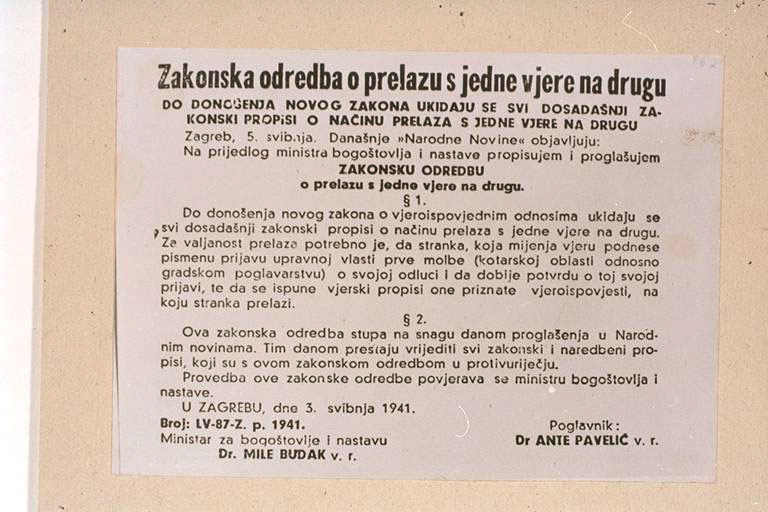 Zakonska odredba o prelazu s jedne vjere na drugu
DO DONOŠENJA NOVOG ZAKONA UKIDAJU SE SVI DOSADAŠNJI ZA-
KONSKI PROPISI O NAČINU PRELAZA S JEDNE VJERE NA DRUGU
Zagreb, 5. svibnja. Današnje »Narodne Novine« objavljuju:
Na prijedlog ministra bogoštovlja i nastave propisujem i proglašujem
ZAKONSKU ODREDBU
o prelazu s jedne vjere na drugu.
§ 1.
Do donošenja novog zakona o vjeroispovjednim odnosima ukidaju se
svi dosadašnji zakonski propisi o načinu prelaza s jedne vjere na drugu.
Za valjanost prelaza potrebno je, da stranka, koja mijenja vjeru podnese
pismenu prijavu upravnoj vlasti prve molbe (kotarskoj oblasti odnosno
gradskom poglavarstvu) o svojoj odluci i da dobije potvrdu o toj svojoj
prijavi, te da se ispune vjerski propisi one priznate vjeroispovjesti, na
koju stranka prelazi.
§ 2.
Ova zakonska odredba stupa na snagu danom proglašenja u Narod-
nim novinama. Tim danom prestaju vrijediti svi zakonski i naredbeni pro-
pisi, koji su s ovom zakonskom odredbom u protivuriječju.
Provedba ove zakonske odredbe povjerava se ministru bogoštovlja i
nastave.
U ZAGREBU, dne 3. svibnja 1941.
Broj: LV-87-Z. p. 1941.
Ministar za bogoštovlje i nastavu
Dr. MILE BUDAK v. r.
Poglavnik:
Dr ANTE PAVELIĆ v. r.